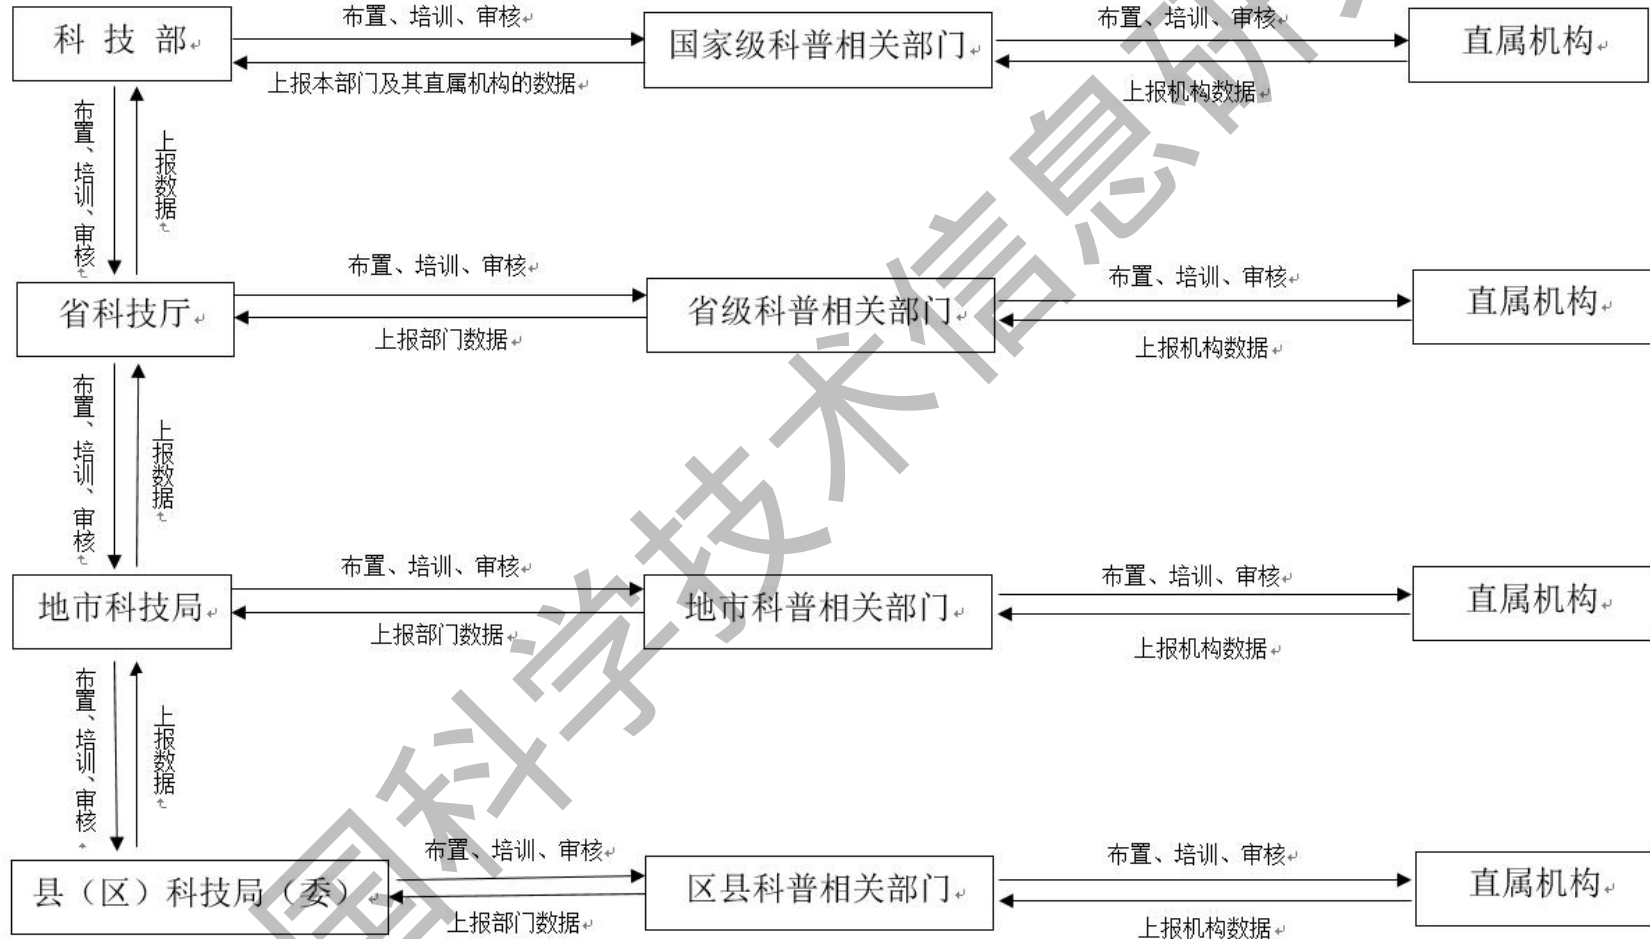 布置、培训、审核
布置、培训、审核
科 技 部
国家级科普相关部门
直属机构
上报本部门及其直属机构的数据
上报机构数据
布置、培训、审核
上报数据
布置、培训、审核
布置、培训、审核
省科技厅
省级科普相关部门
直属机构
上报部门数据
上报机构数据
布置、培训、审核
上报数据
布置、培训、审核
布置、培训、审核
地市科技局
地市科普相关部门
直属机构
上报部门数据
上报机构数据
布置、培训、审核
上报数据
布置、培训、审核
布置、培训、审核
县（区）科技局（委）
区县科普相关部门
直属机构
上报部门数据
上报机构数据
国科学技术信息研